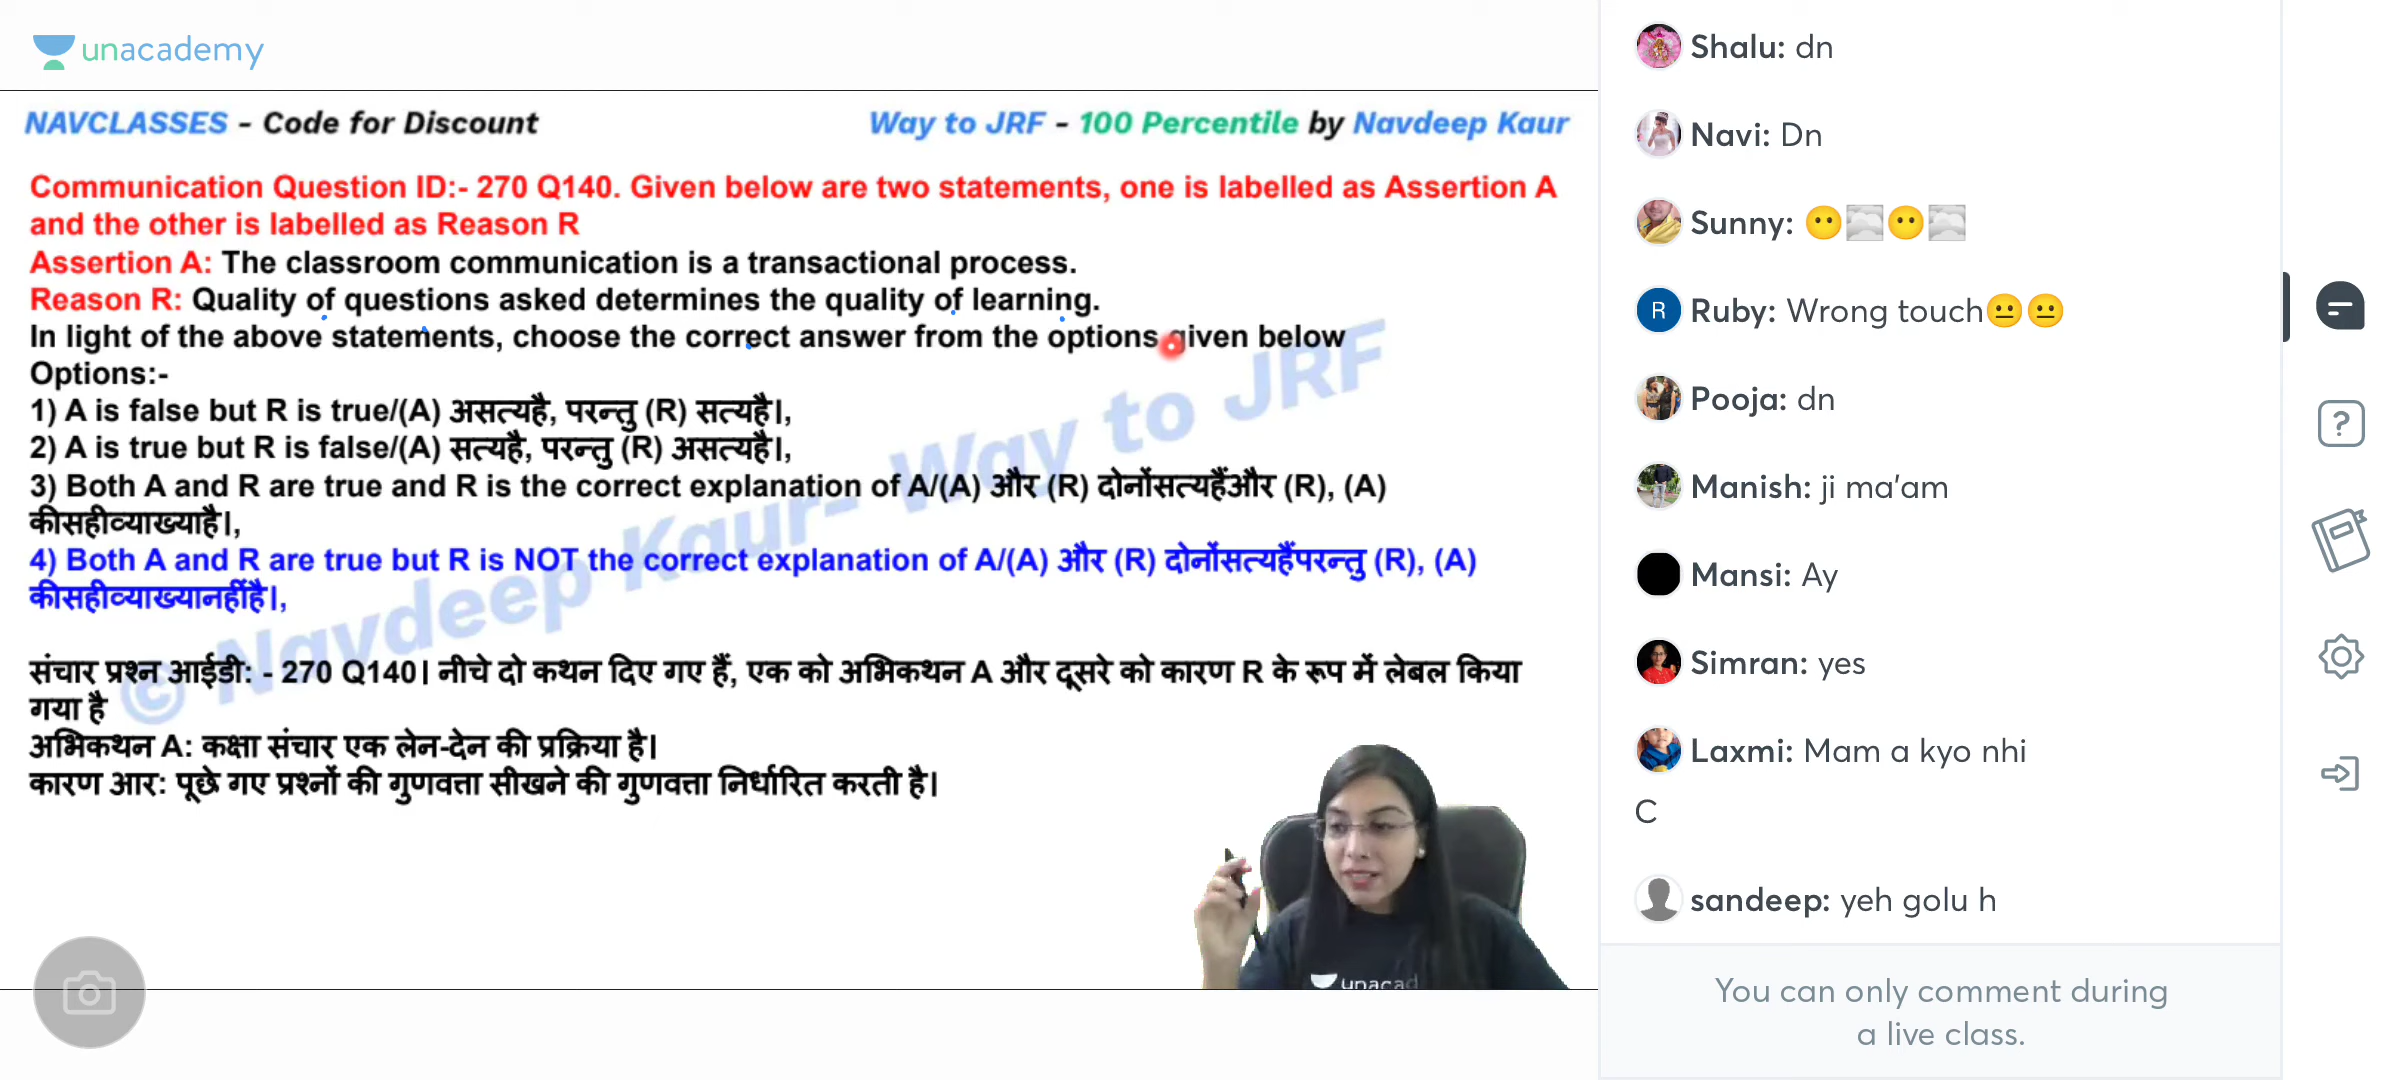 unacademy
NAVCLASSES - Code for Discount
Way to JRF - 100 Percentile by Navdeep Kaur
Communication Question ID:- 270 Q140. Given below are two statements, one is labelled as Assertion A
and the other is labelled as Reason R
Assertion A: The classroom communication is a transactional process.
Reason R: Quality of questions asked determines the quality of learning.
In light of the above statements, choose the correct answer from the options given below
Options:-
1) A is false but R is true/(A) असत्यहै, परन्तु (R) सत्यहै।,
2) A is true but R is false/(A) सत्यहै, परन्तु (R) असत्यहै।,
3) Both A and R are true and R is the correct explanation of A/(A) और (R) दोनोंसत्यहैंऔर (R), (A)
कीसहीव्याख्याहै।,
4) Both A and R are true but R is NOT the correct explanation of A/(A) और (R) दोनोंसत्यहैंपरन्तु (R), (A)
कीसहीव्याख्यानहींहै।,
© Navdeep Kaur- Way to JRF
संचार प्रश्न आईडी: - 270 Q140। नीचे दो कथन दिए गए हैं, एक को अभिकथन A और दूसरे को कारण R के रूप में लेबल किया
गया है
अभिकथन A: कक्षा संचार एक लेन-देन की प्रक्रिया है।
कारण आर: पूछे गए प्रश्नों की गुणवत्ता सीखने की गुणवत्ता निर्धारित करती है।
unacad
Shalu: dn
Navi: Dn
Sunny: 😶🌫😶🌫
R Ruby: Wrong touch😐😐
Pooja: dn
Manish: ji ma'am
Mansi: Ay
Simran: yes
Laxmi: Mam a kyo nhi
C
sandeep: yeh golu h
You can only comment during
a live class.